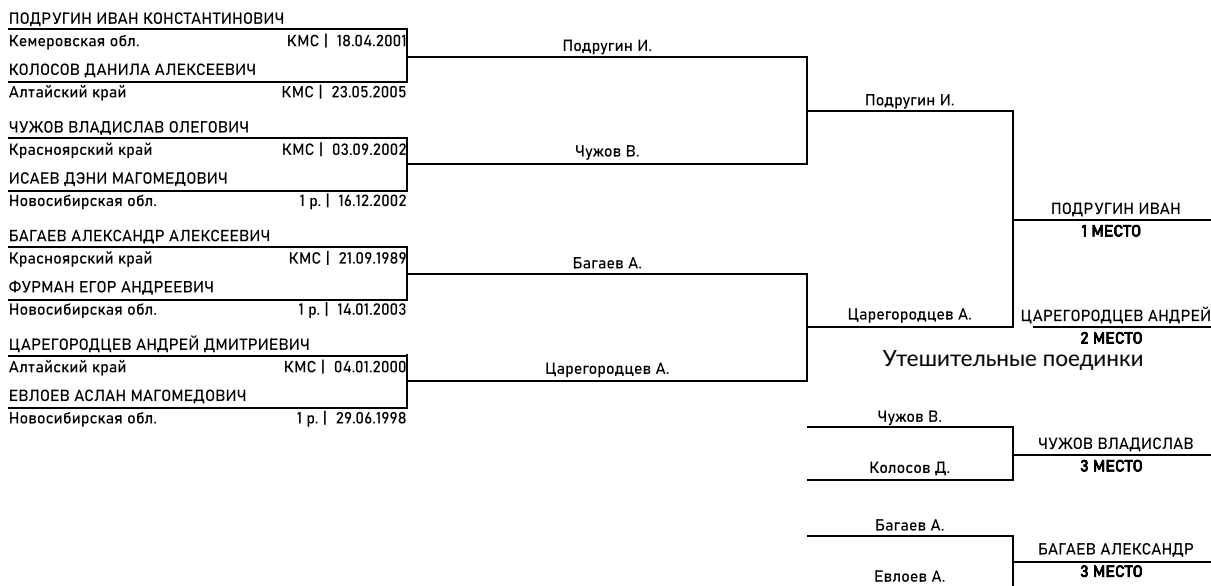 ПОДРУГИН ИВАН КОНСТАНТИНОВИЧ
Кемеровская обл. КМС | 18.04.2001
КОЛОСОВ ДАНИЛА АЛЕКСЕЕВИЧ
Алтайский край КМС | 23.05.2005
ЧУЖОВ ВЛАДИСЛАВ ОЛЕГОВИЧ
Красноярский край КМС | 03.09.2002
ИСАЕВ ДЭНИ МАГОМЕДОВИЧ
Новосибирская обл. 1 р. | 16.12.2002
БАГАЕВ АЛЕКСАНДР АЛЕКСЕЕВИЧ
Красноярский край КМС | 21.09.1989
ФУРМАН ЕГОР АНДРЕЕВИЧ
Новосибирская обл. 1 р. | 14.01.2003
ЦАРЕГОРОДЦЕВ АНДРЕЙ ДМИТРИЕВИЧ
Алтайский край КМС | 04.01.2000
ЕВЛОЕВ АСЛАН МАГОМЕДОВИЧ
Новосибирская обл. 1 р. | 29.06.1998
Подругин И.
Чужов В.
Багаев А.
Царегородцев А.
Подругин И.
Царегородцев А.
ПОДРУГИН ИВАН
1 МЕСТО
ЦАРЕГОРОДЦЕВ АНДРЕЙ
2 МЕСТО
Утешительные поединки
Чужов В.
Колосов Д.
ЧУЖОВ ВЛАДИСЛАВ
3 МЕСТО
Багаев А.
Евлоев А.
БАГАЕВ АЛЕКСАНДР
3 МЕСТО